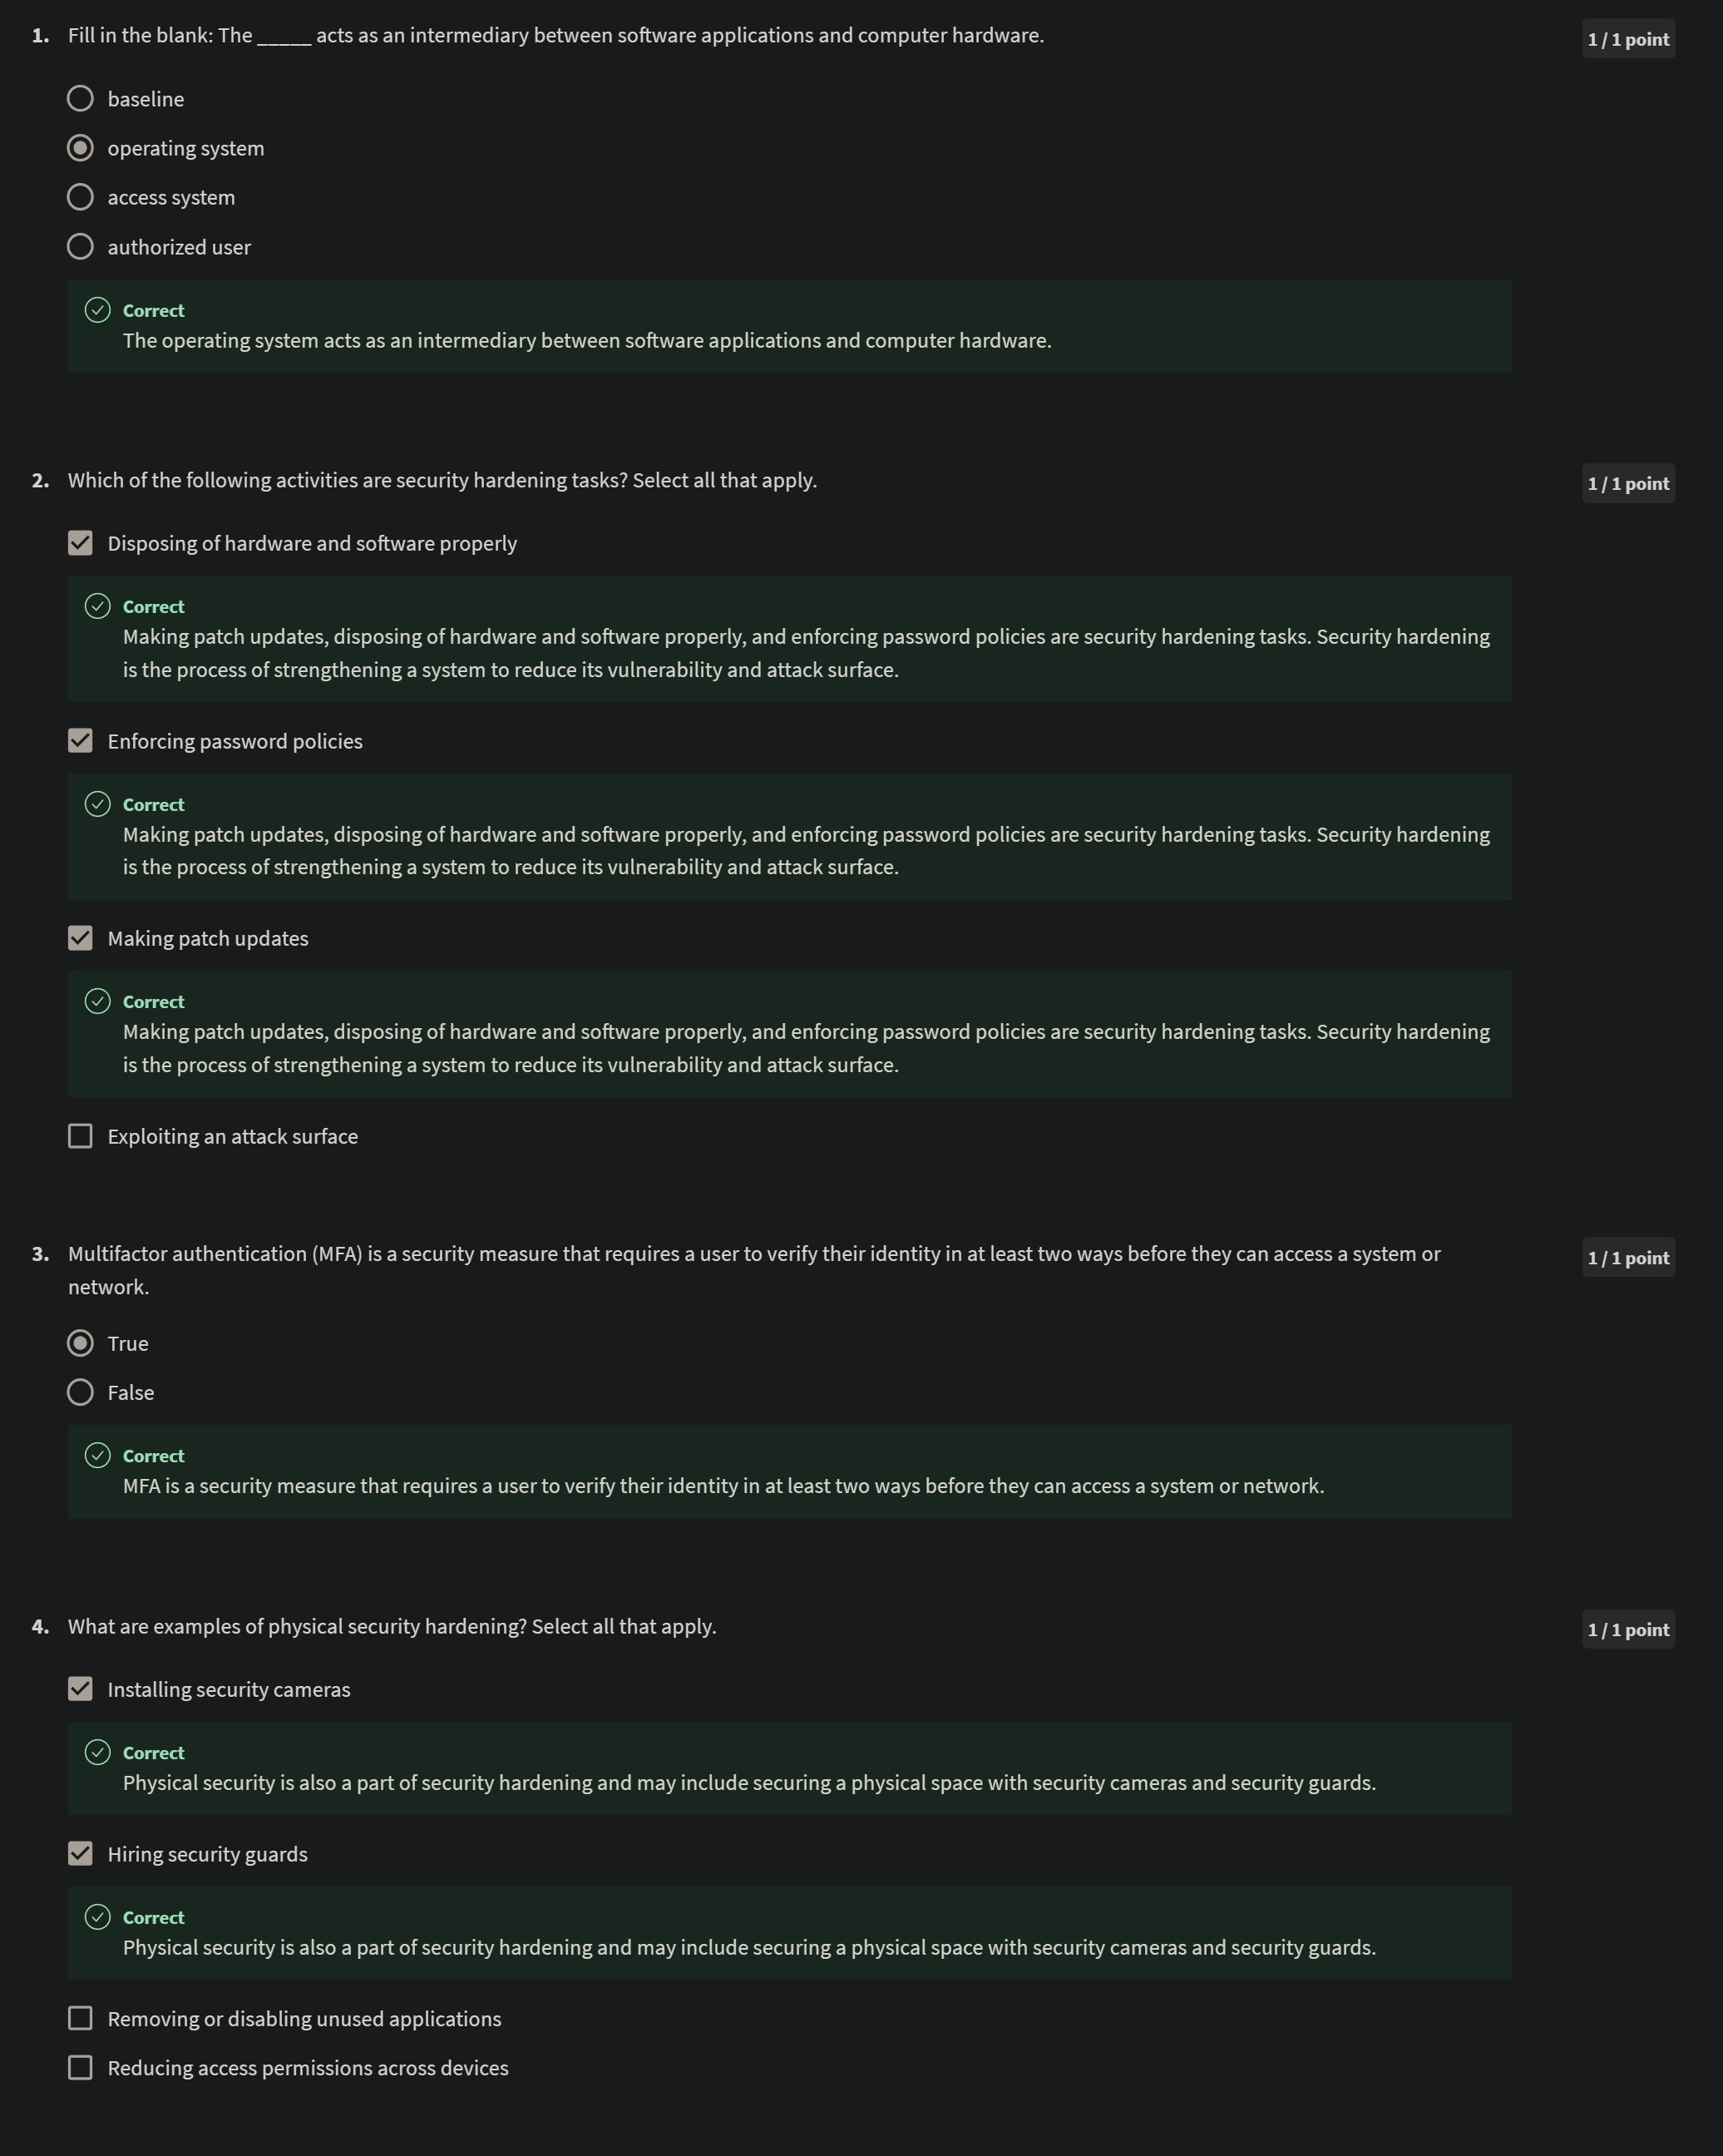 1. Fill in the blank: The _____ acts as an intermediary between software applications and computer hardware.
1 / 1 point
baseline
operating system
access system
authorized user
Correct
The operating system acts as an intermediary between software applications and computer hardware.
2. Which of the following activities are security hardening tasks? Select all that apply.
1 / 1 point
Disposing of hardware and software properly
Correct
Making patch updates, disposing of hardware and software properly, and enforcing password policies are security hardening tasks. Security hardening
is the process of strengthening a system to reduce its vulnerability and attack surface.
Enforcing password policies
Correct
Making patch updates, disposing of hardware and software properly, and enforcing password policies are security hardening tasks. Security hardening
is the process of strengthening a system to reduce its vulnerability and attack surface.
Making patch updates
Correct
Making patch updates, disposing of hardware and software properly, and enforcing password policies are security hardening tasks. Security hardening
is the process of strengthening a system to reduce its vulnerability and attack surface.
Exploiting an attack surface
3. Multifactor authentication (MFA) is a security measure that requires a user to verify their identity in at least two ways before they can access a system or
network.
1 / 1 point
True
False
Correct
MFA is a security measure that requires a user to verify their identity in at least two ways before they can access a system or network.
4. What are examples of physical security hardening? Select all that apply.
1 / 1 point
Installing security cameras
Correct
Physical security is also a part of security hardening and may include securing a physical space with security cameras and security guards.
Hiring security guards
Correct
Physical security is also a part of security hardening and may include securing a physical space with security cameras and security guards.
Removing or disabling unused applications
Reducing access permissions across devices